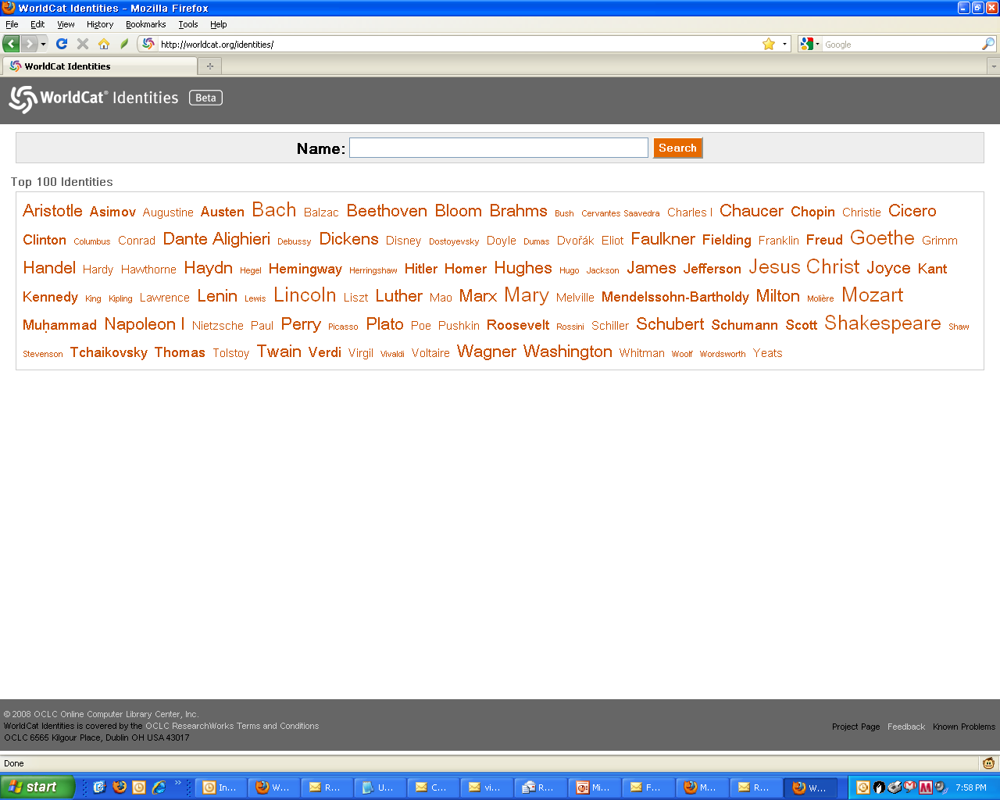 WorldCat Identities - Mozilla Firefox
File Edit View History Bookmarks Tools Help
http://worldcat.org/identities/ Google
WorldCat Identities
WorldCat® Identities Beta
Name: Search
Top 100 Identities
Aristotle Asimov Augustine Austen Bach Balzac Beethoven Bloom Brahms Bush Cervantes Saavedra Charles I Chaucer Chopin Christie Cicero
Clinton Columbus Conrad Dante Alighieri Debussy Dickens Disney Dostoyevsky Doyle Dumas Dvořák Eliot Faulkner Fielding Franklin Freud Goethe Grimm
Handel Hardy Hawthorne Haydn Hegel Hemingway Herringshaw Hitler Homer Hughes Hugo Jackson James Jefferson Jesus Christ Joyce Kant
Kennedy King Kipling Lawrence Lenin Lewis Lincoln Liszt Luther Mao Marx Mary Melville Mendelssohn-Bartholdy Milton Molière Mozart
Muḥammad Napoleon I Nietzsche Paul Perry Picasso Plato Poe Pushkin Roosevelt Rossini Schiller Schubert Schumann Scott Shakespeare Shaw
Stevenson Tchaikovsky Thomas Tolstoy Twain Verdi Virgil Vivaldi Voltaire Wagner Washington Whitman Woolf Wordsworth Yeats
© 2008 OCLC Online Computer Library Center, Inc.
WorldCat Identities is covered by the OCLC ResearchWorks Terms and Conditions
OCLC 6565 Kilgour Place, Dublin OH USA 43017
Project Page Feedback Known Problems
Done
start In... W... R... U... C... vi... R... Mi... F... M... R... W... 7:58 PM